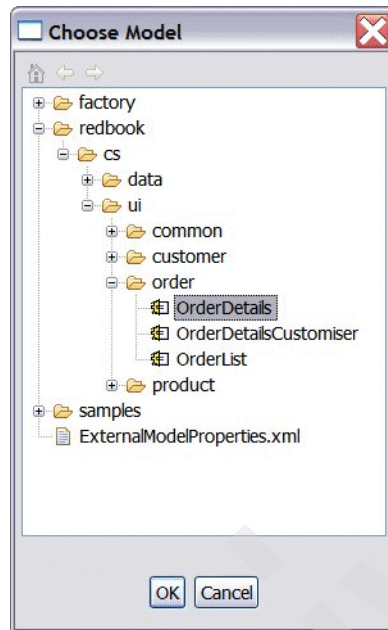 Choose Model
factory
redbook
cs
data
ui
common
customer
order
OrderDetails
OrderDetailsCustomiser
OrderList
product
samples
ExternalModelProperties.xml
OK Cancel